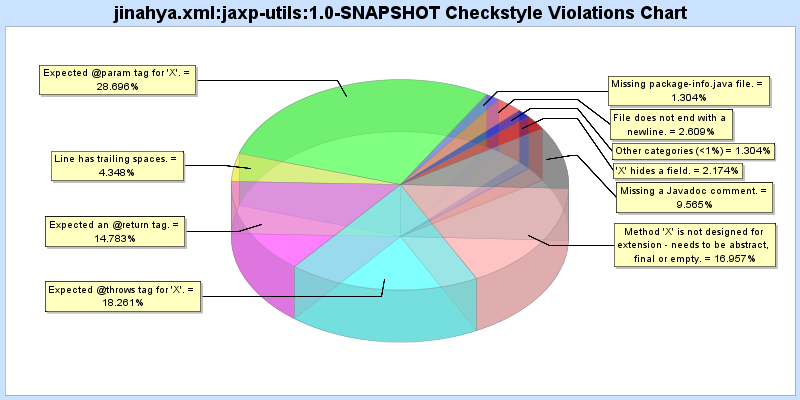 jinahya.xml:jaxp-utils:1.0-SNAPSHOT Checkstyle Violations Chart
Expected @param tag for 'X'. =
28.696%
Line has trailing spaces. =
4.348%
Expected an @return tag. =
14.783%
Expected @throws tag for 'X'. =
18.261%
Missing package-info.java file. =
1.304%
File does not end with a
newline. = 2.609%
Other categories (<1%) = 1.304%
'X' hides a field. = 2.174%
Missing a Javadoc comment. =
9.565%
Method 'X' is not designed for
extension - needs to be abstract,
final or empty. = 16.957%